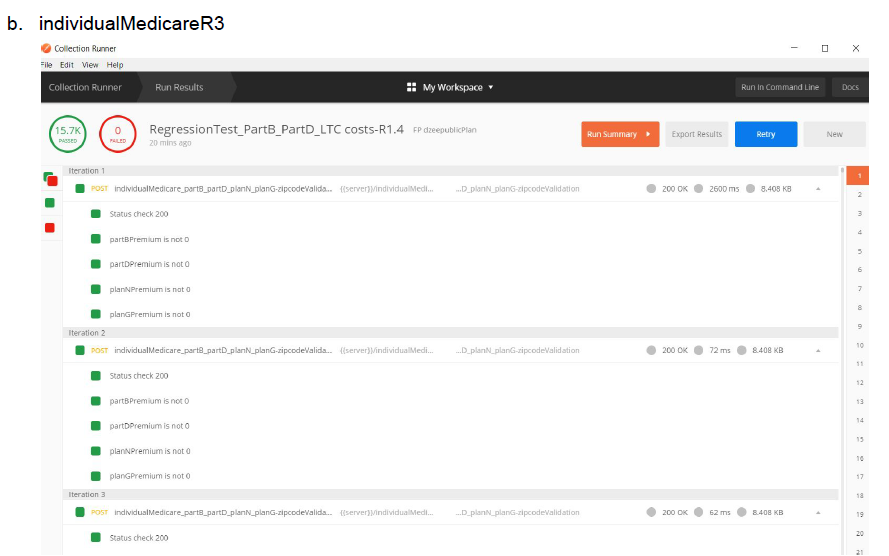 b. individualMedicareR3
Collection Runner
File Edit View Help
Collection Runner Run Results My Workspace Run In Command Line Docs
15.7K PASSED 0 FAILED RegressionTest_PartB_PartD_LTC costs-R1.4 FP dzeepublicPlan
20 mins ago
Run Summary Export Results Retry New
Iteration 1
POST individualMedicare_partB_partD_planN_planG-zipcodeValida... {{server}}/individualMedi... ...D_planN_planG-zipcodeValidation 200 OK 2600 ms 8.408 KB
Status check 200
partBPremium is not 0
partDPremium is not 0
planNPremium is not 0
planGPremium is not 0
Iteration 2
POST individualMedicare_partB_partD_planN_planG-zipcodeValida... {{server}}/individualMedi... ...D_planN_planG-zipcodeValidation 200 OK 72 ms 8.408 KB
Status check 200
partBPremium is not 0
partDPremium is not 0
planNPremium is not 0
planGPremium is not 0
Iteration 3
POST individualMedicare_partB_partD_planN_planG-zipcodeValida... {{server}}/individualMedi... ...D_planN_planG-zipcodeValidation 200 OK 62 ms 8.408 KB
Status check 200
1
2
3
4
5
6
7
8
9
10
11
12
13
14
15
16
17
18
19
20
21